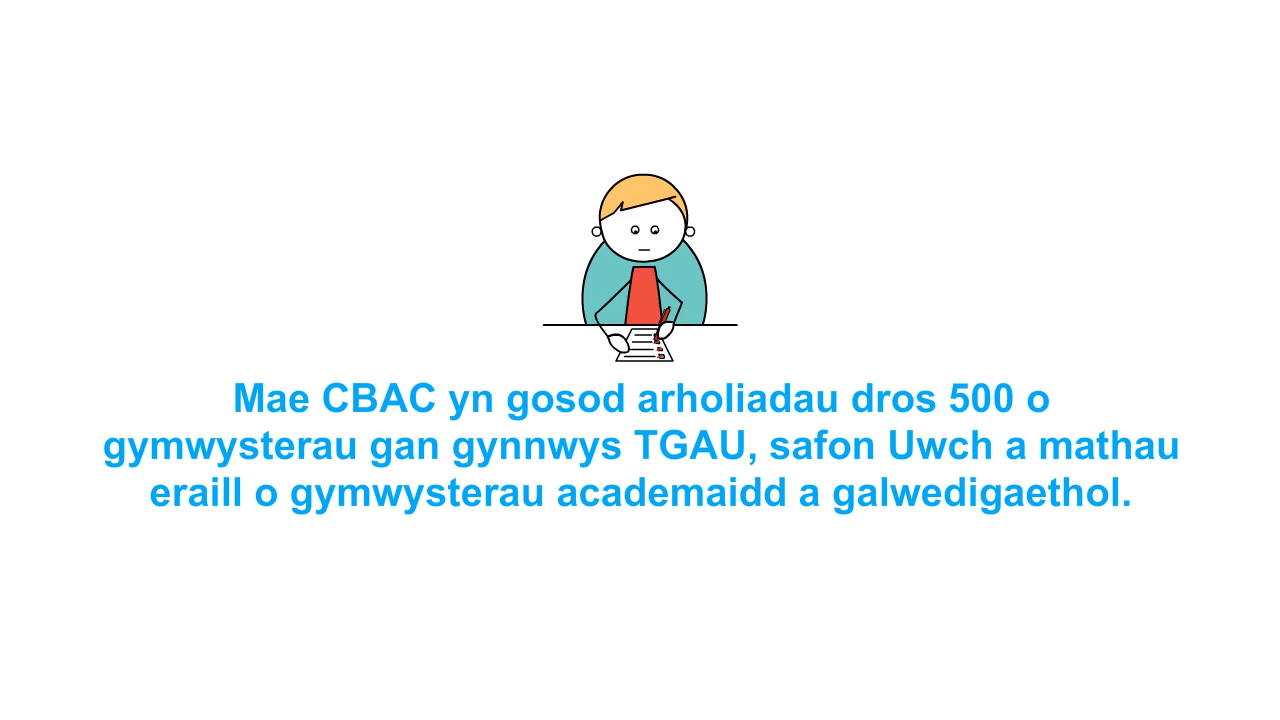 Mae CBAC yn gosod arholiadau dros 500 o
gymwysterau gan gynnwys TGAU, safon Uwch a mathau
eraill o gymwysterau academaidd a galwedigaethol.